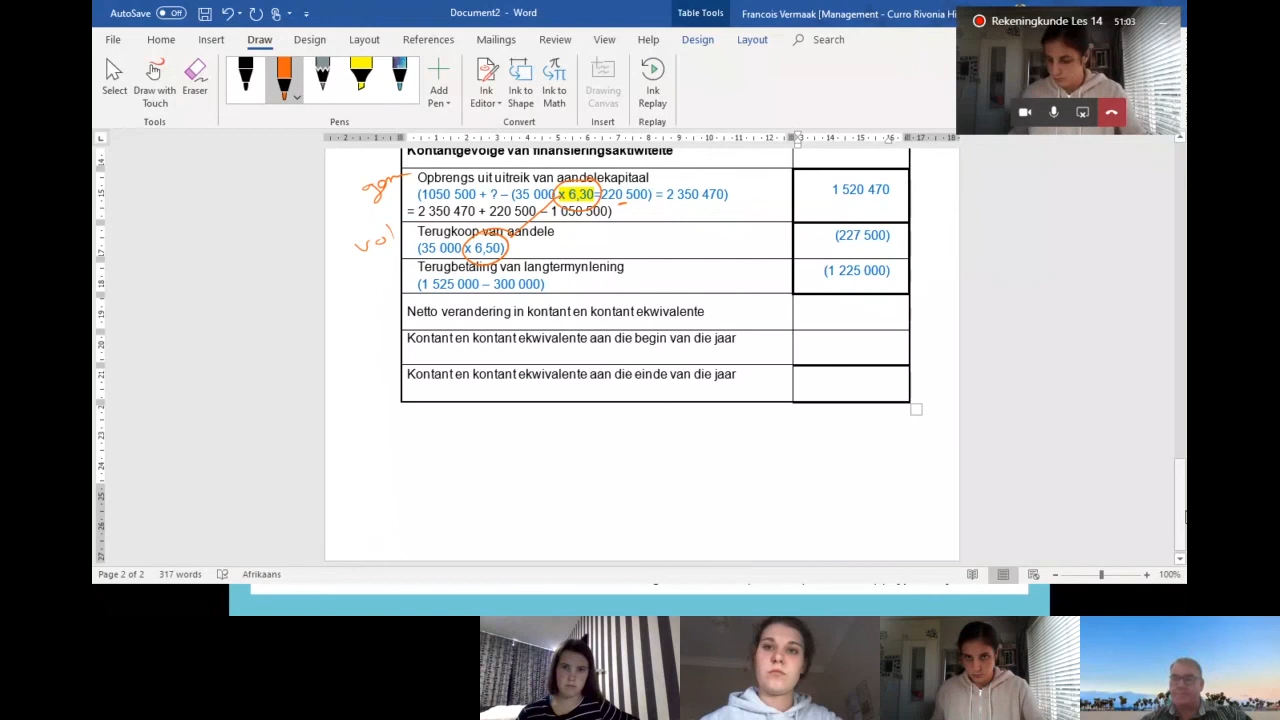 AutoSave Off Document2 - Word Table Tools Francois Vermaak [Management - Curro Rivonia Hi
Rekeningkunde Les 14 51:03
File Home Insert Draw Design Layout References Mailings Review View Help Design Layout Search
Select Draw with Touch Eraser Add Pen Ink Editor Ink to Shape Ink to Math Drawing Canvas Ink Replay
Tools Pens Convert Insert Replay
Kontantgevolge van finansieringsaktiwiteite
Opbrengs uit uitreik van aandelekapitaal
gem
(1050 500 + ? – (35 000 x 6,30=220 500) = 2 350 470) 1 520 470
= 2 350 470 + 220 500 – 1 050 500)
Terugkoop van aandele (227 500)
vol
(35 000 x 6,50)
Terugbetaling van langtermynlening (1 225 000)
(1 525 000 – 300 000)
Netto verandering in kontant en kontant ekwivalente
Kontant en kontant ekwivalente aan die begin van die jaar
Kontant en kontant ekwivalente aan die einde van die jaar
Page 2 of 2 317 words Afrikaans 100%